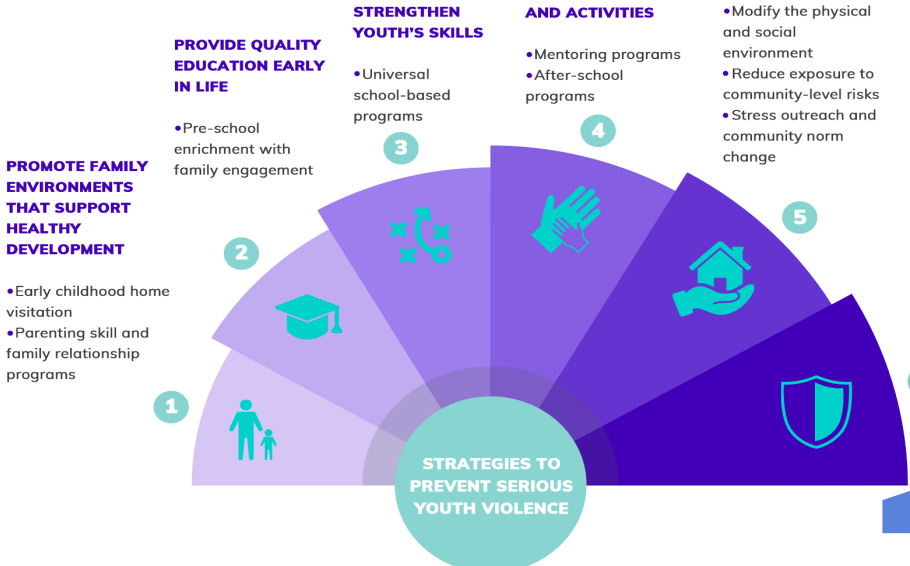 PROMOTE FAMILY
ENVIRONMENTS
THAT SUPPORT
HEALTHY
DEVELOPMENT
•Early childhood home
visitation
•Parenting skill and
family relationship
programs
1
PROVIDE QUALITY
EDUCATION EARLY
IN LIFE
•Pre-school
enrichment with
family engagement
2
STRENGTHEN
YOUTH'S SKILLS
•Universal
school-based
programs
3
AND ACTIVITIES
•Mentoring programs
•After-school
programs
4
•Modify the physical
and social
environment
•Reduce exposure to
community-level risks
•Stress outreach and
community norm
change
5
STRATEGIES TO
PREVENT SERIOUS
YOUTH VIOLENCE